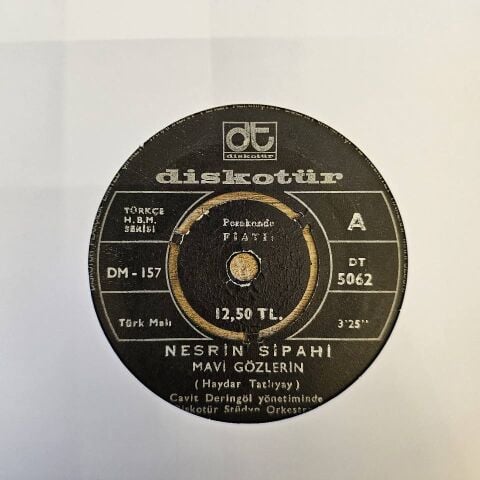 dt
diskotür
diskotür
TÜRKÇE
H.B.M.
SERİSİ
Perakende
FİATI:
A
DM-157
DT
5062
12,50 TL.
Türk Malı
3'25"
NESRİN SİPAHİ
MAVİ GÖZLERİN
(Haydar Tatlıyay)
Cavit Deringöl yönetiminde
Diskotür Stüdyo Orkestra